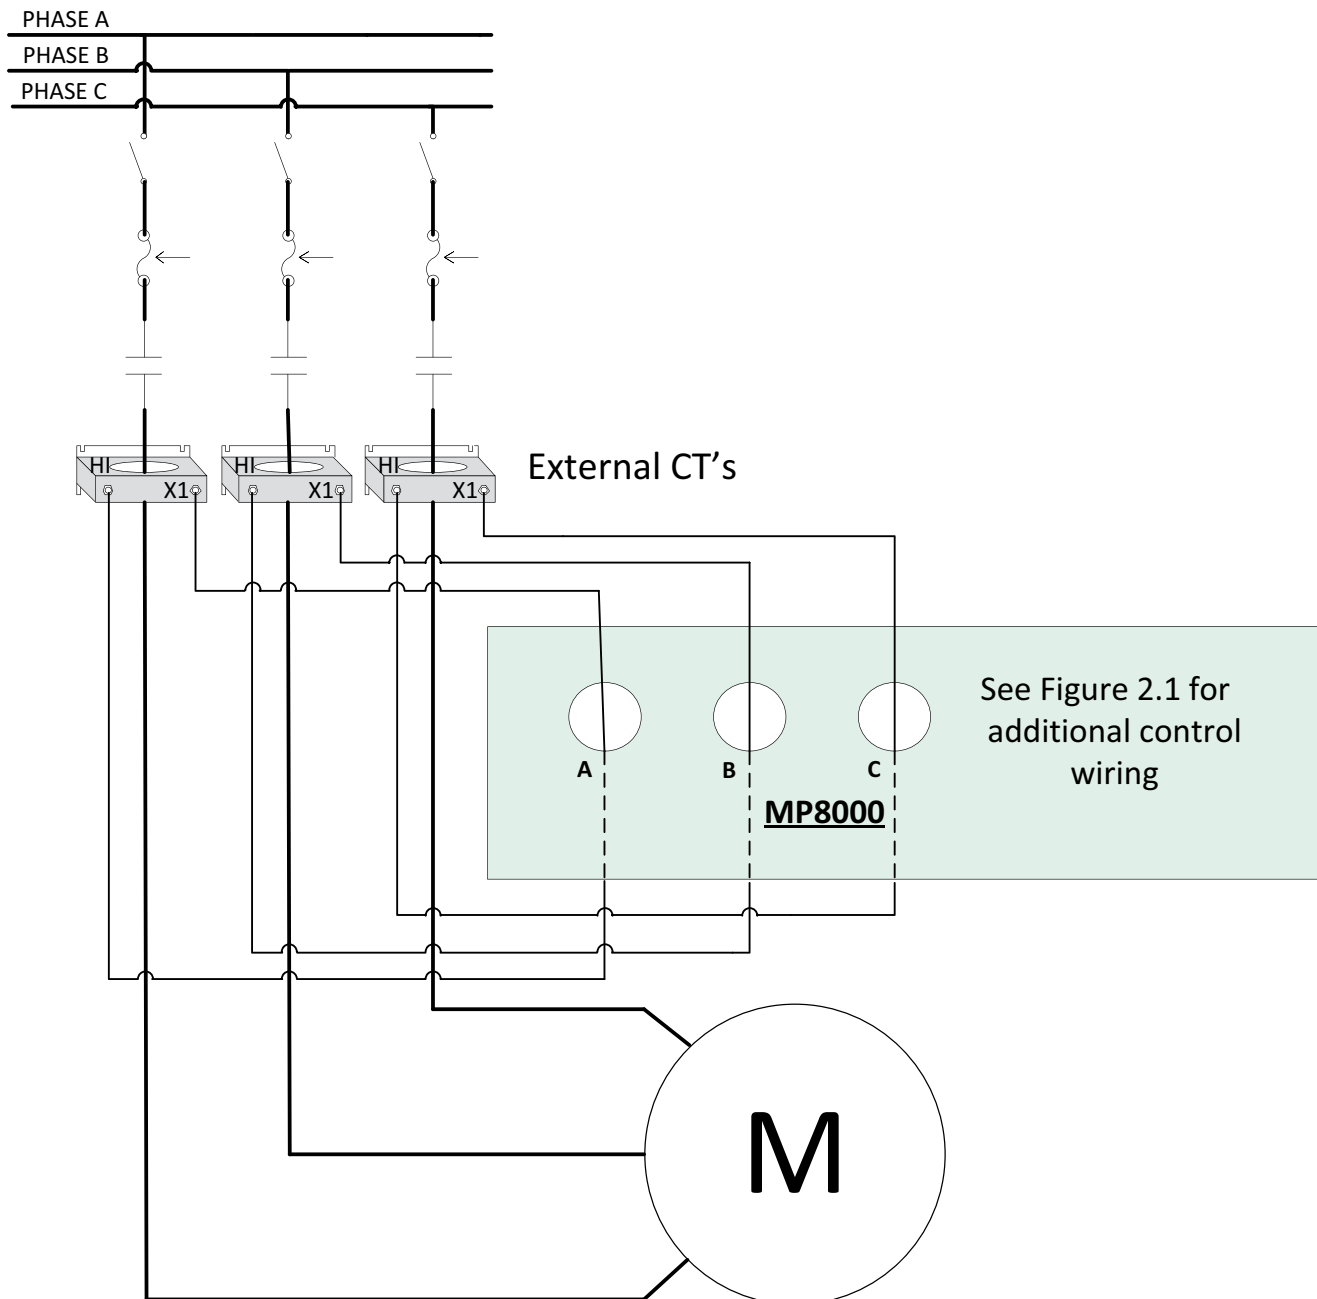 PHASE A
PHASE B
PHASE C
HI
HI
HI
X1
X1
X1
External CT’s
See Figure 2.1 for
additional control
wiring
A
B
C
MP8000
M